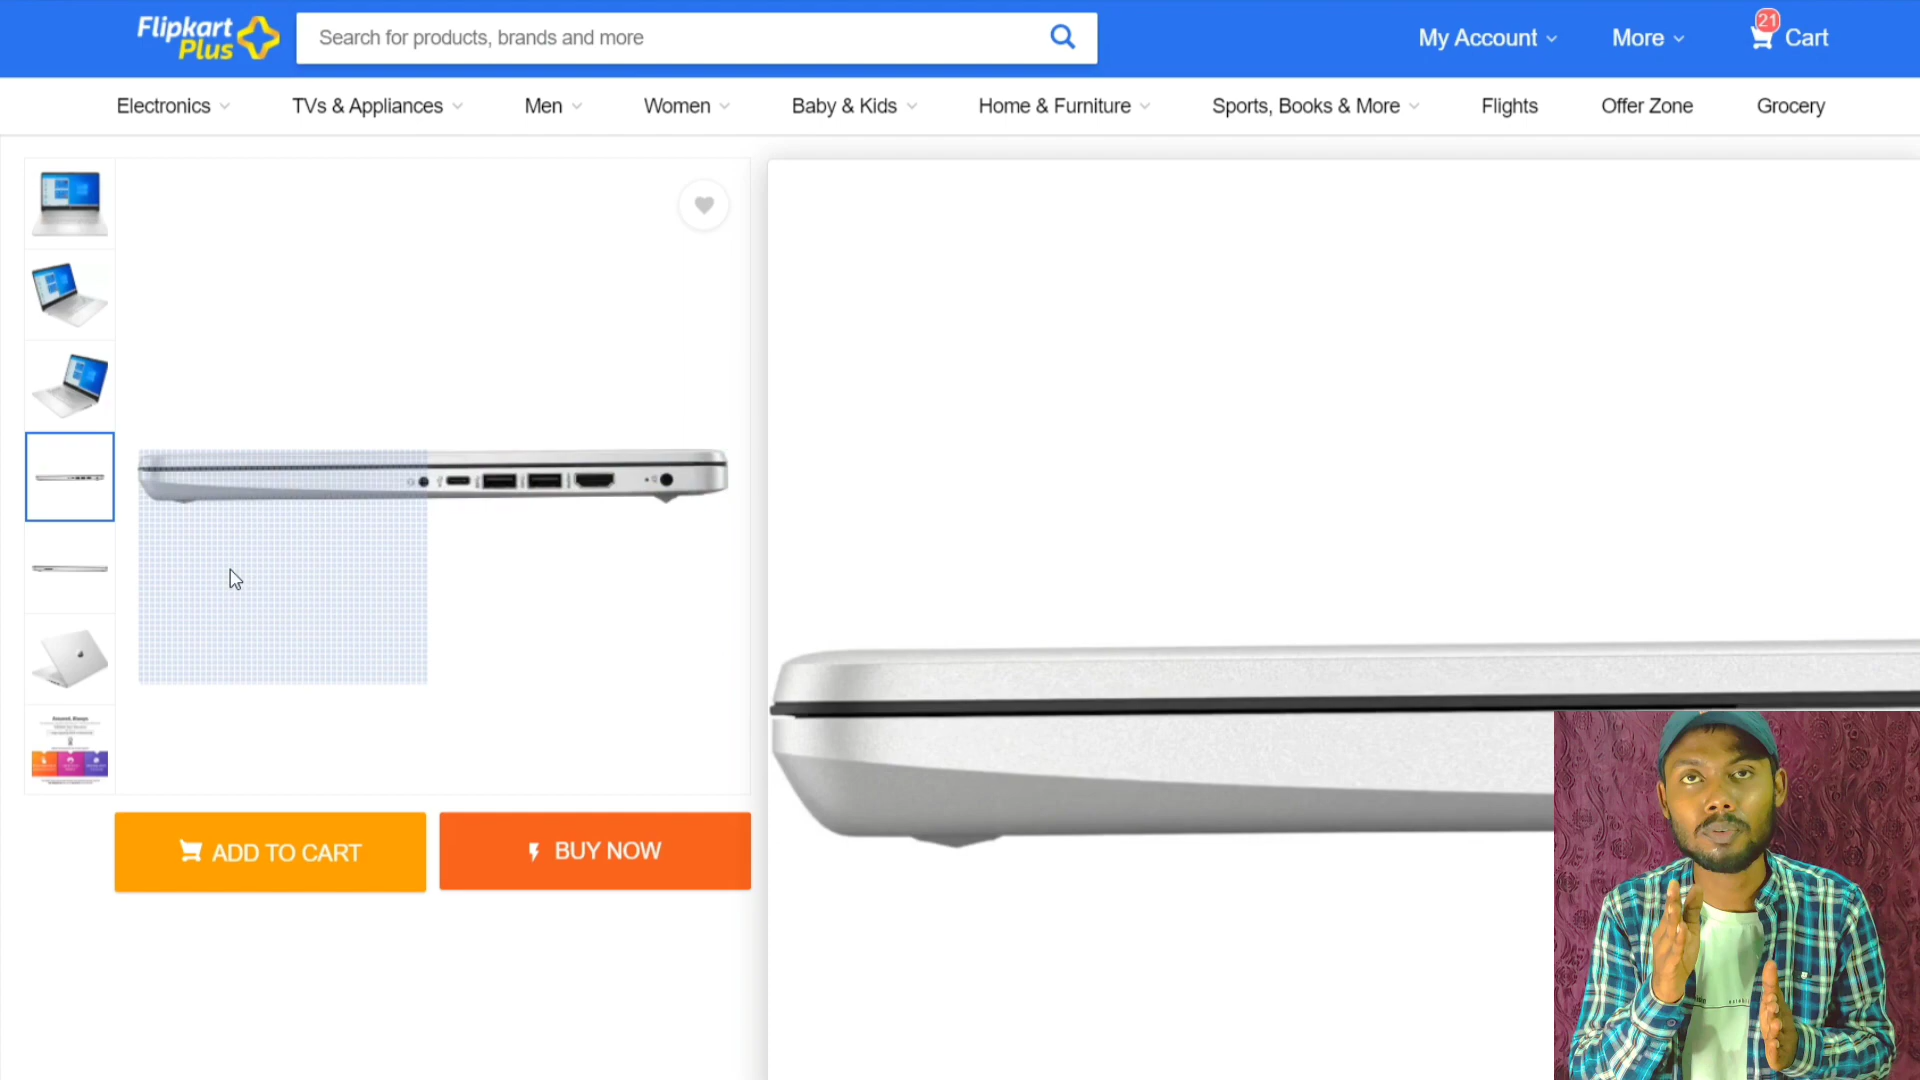 Flipkart
Plus
Search for products, brands and more
My Account
More
21
Cart
Electronics
TVs & Appliances
Men
Women
Baby & Kids
Home & Furniture
Sports, Books & More
Flights
Offer Zone
Grocery
ADD TO CART
BUY NOW